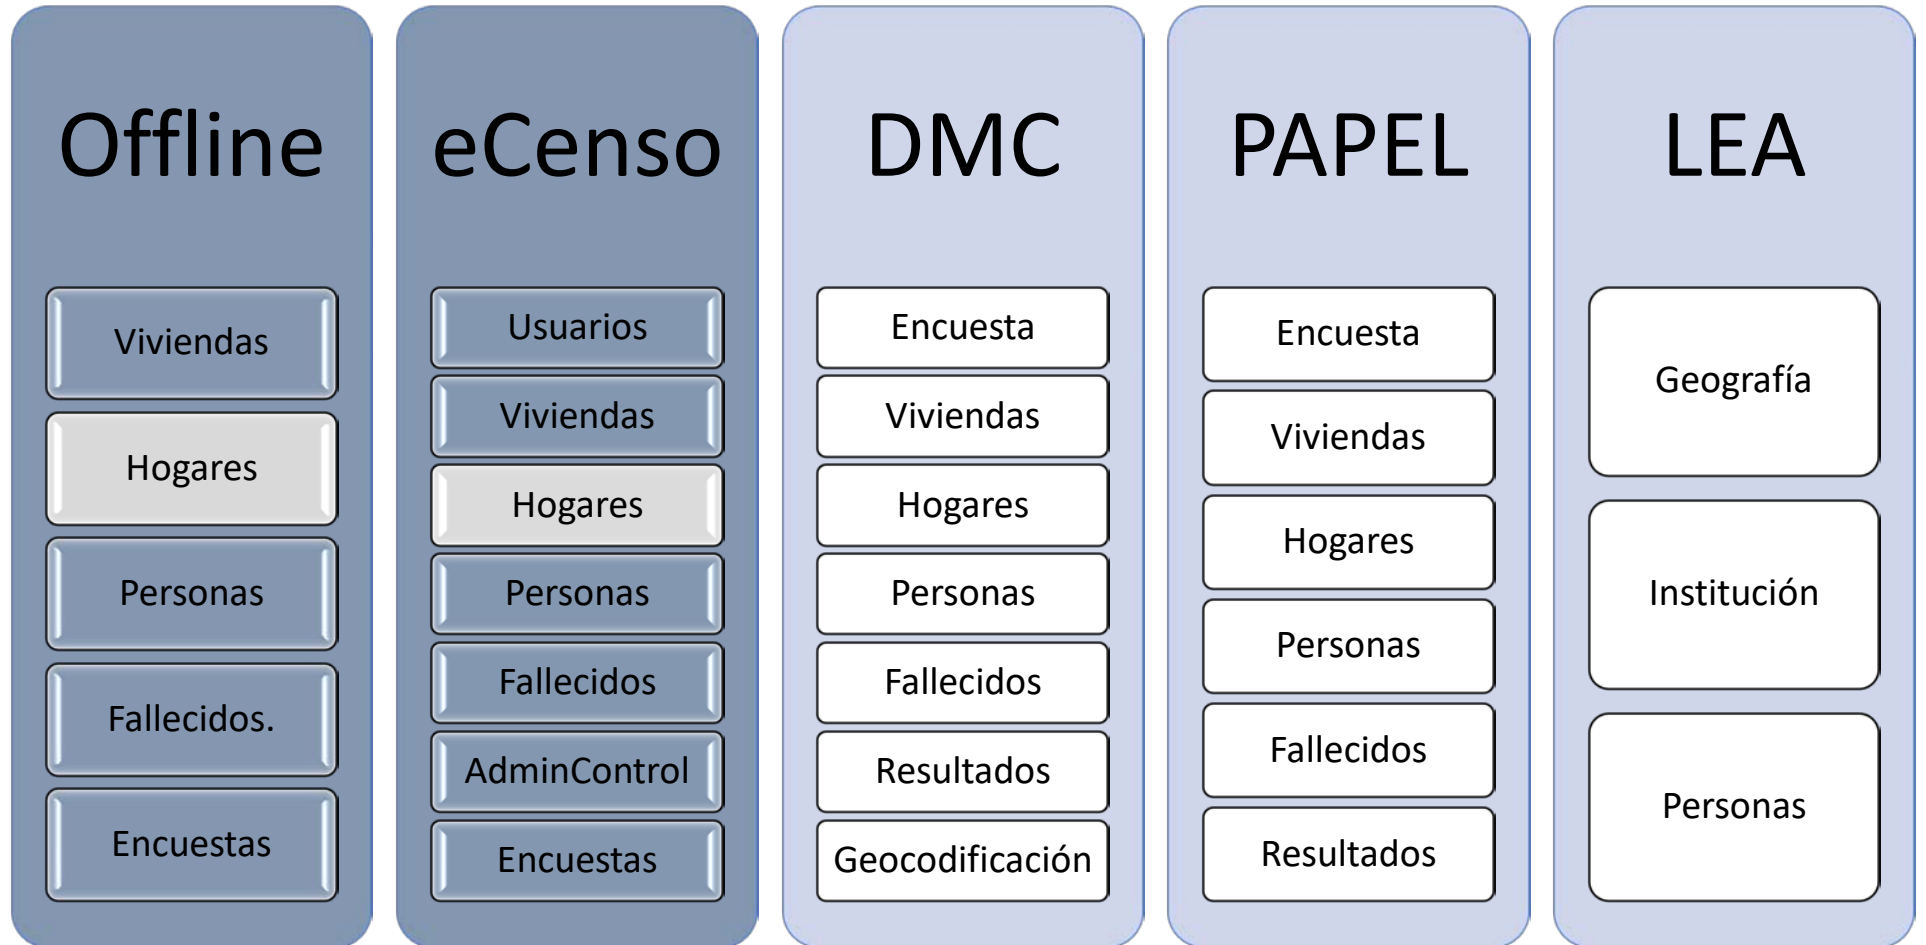 Offline
Viviendas
Hogares
Personas
Fallecidos.
Encuestas
eCenso
Usuarios
Viviendas
Hogares
Personas
Fallecidos
AdminControl
Encuestas
DMC
Encuesta
Viviendas
Hogares
Personas
Fallecidos
Resultados
Geocodificación
PAPEL
Encuesta
Viviendas
Hogares
Personas
Fallecidos
Resultados
LEA
Geografía
Institución
Personas